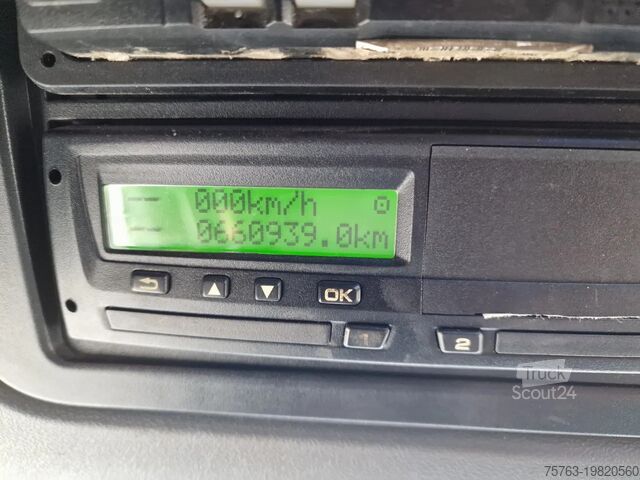 -- 000km/h
-- 0660939.0km
OK
1
2
Truck
Scout24
75763-19820560